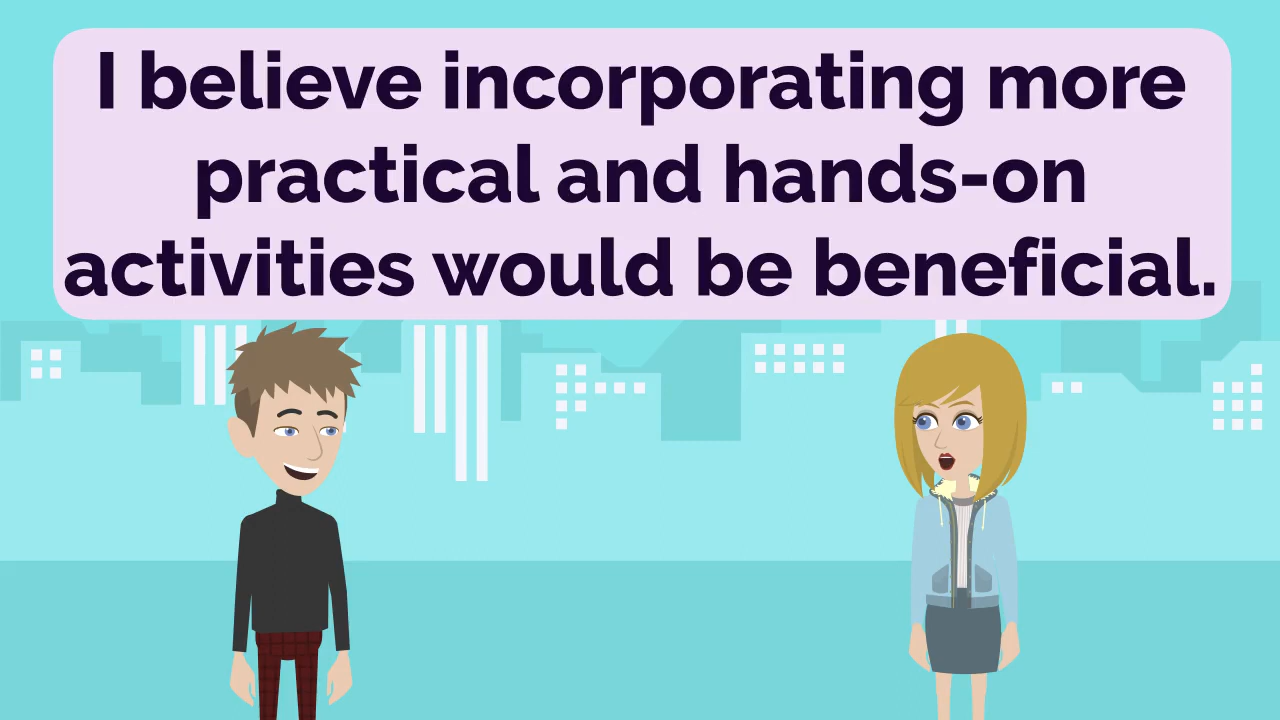 I believe incorporating more
practical and hands-on
activities would be beneficial.